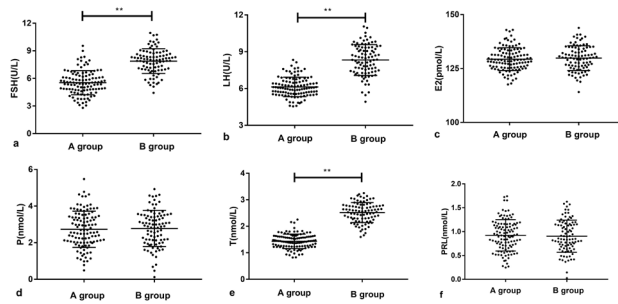 **
12
9
6
3
0
FSH(U/L)
A group
B group
a
**
12
9
6
3
LH(U/L)
A group
B group
b
150
125
100
E2(pmol/L)
A group
B group
c
6
4
2
0
P(nmol/L)
A group
B group
d
**
4
3
2
1
0
T(nmol/L)
A group
B group
e
2.0
1.5
1.0
0.5
0.0
PRL(nmol/L)
A group
B group
f